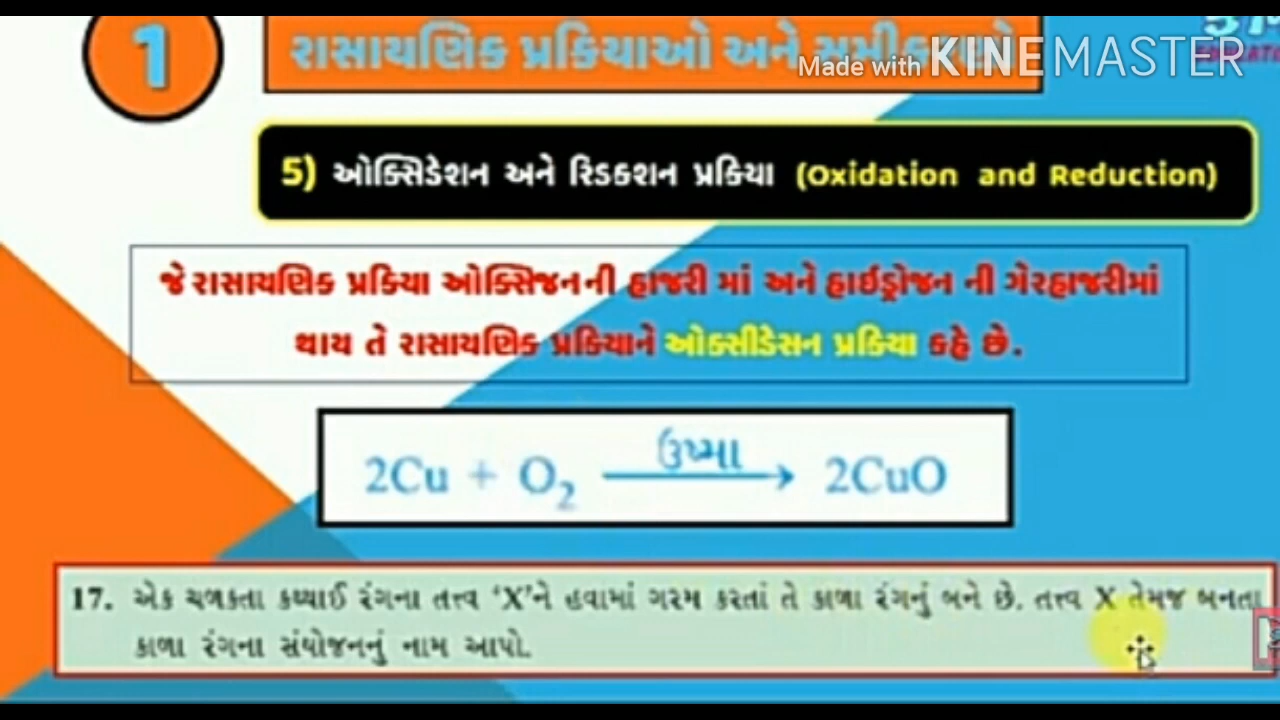 1
રાસાયણિક પ્રક્રિયાઓ અને
Made with KINEMASTER
5) ઓક્સિડેશન અને રિડક્શન પ્રક્રિયા (Oxidation and Reduction)
જે રાસાયણિક પ્રક્રિયા ઓક્સિજનની હાજરી માં અને હાઈડ્રોજન ની ગેરહાજરીમાં
થાય તે રાસાયણિક પ્રક્રિયાને ઓક્સીડેસન પ્રક્રિયા કહે છે.
ઉષ્મા
2Cu + O₂ → 2CuO
17. એક ચળકતા કથ્થાઈ રંગના તત્ત્વ ‘X’ને હવામાં ગરમ કરતાં તે કાળા રંગનું બને છે. તત્ત્વ X તેમજ બનતા
કાળા રંગના સંયોજનનું નામ આપો.